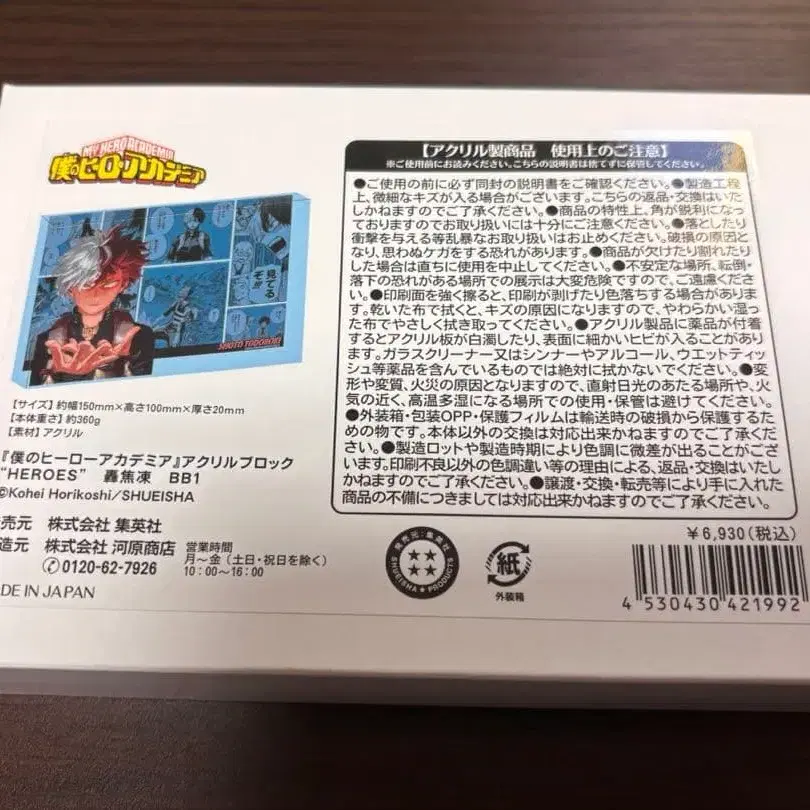 MY HERO ACADEMIA
僕のヒーローアカデミア
見てるぞ!!
SHOTO TODOROKI
【サイズ】約幅150mm×高さ100mm×厚さ20mm
【本体重さ】約360g
【素材】アクリル
『僕のヒーローアカデミア』アクリルブロック
"HEROES" 轟焦凍 BB1
©Kohei Horikoshi/SHUEISHA
売元 株式会社 集英社
造元 株式会社 河原商店
0120-62-7926
営業時間
月~金(土日・祝日を除く)
10:00~16:00
DE IN JAPAN
【アクリル製商品 使用上のご注意】
※ご使用前にお読みください。こちらの説明書は捨てずに保管してください。
●ご使用の前に必ず同封の説明書をご確認ください。●製造工程
上、微細なキズが入る場合がございます。こちらの返品・交換はいた
しかねますのでご了承ください。●商品の特性上、角が鋭利になっ
ておりますのでお取り扱いには十分にご注意ください。●落としたり
衝撃を与える等乱暴なお取り扱いはお止めください。破損の原因と
なり、思わぬケガをする恐れがあります。●商品が欠けたり割れたり
した場合は直ちに使用を中止してください。●不安定な場所、転倒・
落下の恐れがある場所での展示は大変危険ですので、ご遠慮くださ
い。●印刷面を強く擦ると、印刷が剥げたり色落ちする場合がありま
す。乾いた布で拭くと、キズの原因になりますので、やわらかい湿っ
た布でやさしく拭き取ってください。●アクリル製品に薬品が付着
するとアクリル板が白濁したり、表面に細かいヒビが入ることがあり
ます。ガラスクリーナー又はシンナーやアルコール、ウエットティッ
シュ等薬品を含んでいるものでは絶対に拭かないでください。●変
形や変質、火災の原因となりますので、直射日光のあたる場所や、火
気の近く、高温多湿になる場所での使用・保管は避けてください。
●外装箱・包装OPP・保護フィルムは輸送時の破損から保護するた
めの物です。本体以外の交換は対応出来かねますのでご了承くだ
さい。●製造ロットや製造時期により色調に微差が出ることがござ
います。印刷不良以外の色調違い等の理由による、返品・交換はいた
しかねますのでご了承ください。●譲渡・交換・転売等により手に入れた
商品の不備につきましては対応出来かねますのでご了承ください。
¥6,930(税込)
発売元:集英社
SHUEISHA PRODUCTS
紙
外装箱
4 530430 421992